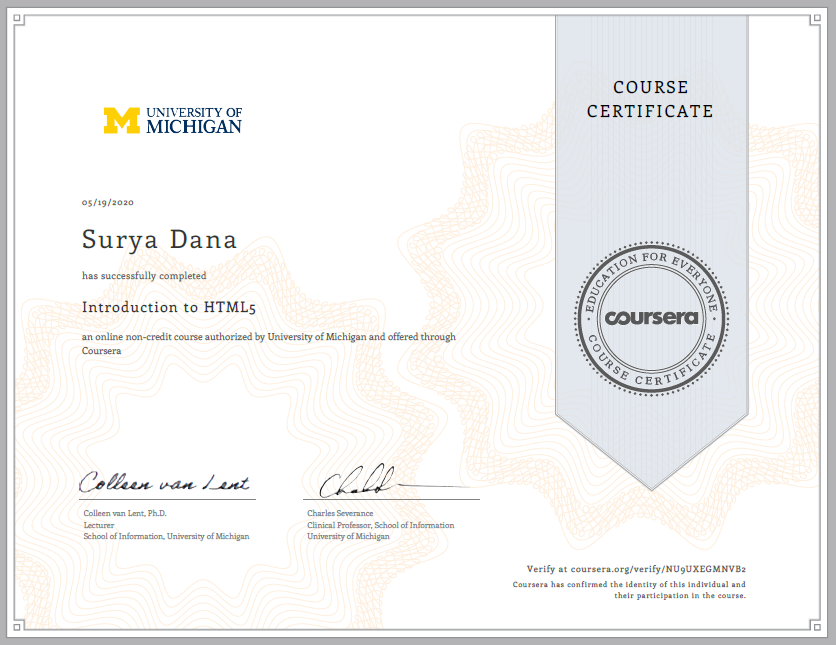 UNIVERSITY OF
MICHIGAN
COURSE
CERTIFICATE
05/19/2020
Surya Dana
has successfully completed
Introduction to HTML5
an online non-credit course authorized by University of Michigan and offered through
Coursera
EDUCATION FOR EVERYONE
coursera
COURSE CERTIFICATE
Colleen van Lent
Colleen van Lent, Ph.D.
Lecturer
School of Information, University of Michigan
Charles Severance
Clinical Professor, School of Information
University of Michigan
Verify at coursera.org/verify/NU9UXEGMNVB2
Coursera has confirmed the identity of this individual and
their participation in the course.